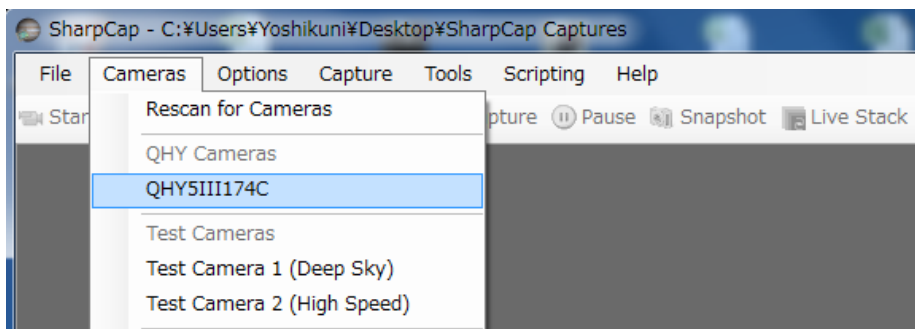 SharpCap - C:¥Users¥Yoshikuni¥Desktop¥SharpCap Captures
File Cameras Options Capture Tools Scripting Help
Pause Snapshot Live Stack
Rescan for Cameras
QHY Cameras
QHY5III174C
Test Cameras
Test Camera 1 (Deep Sky)
Test Camera 2 (High Speed)